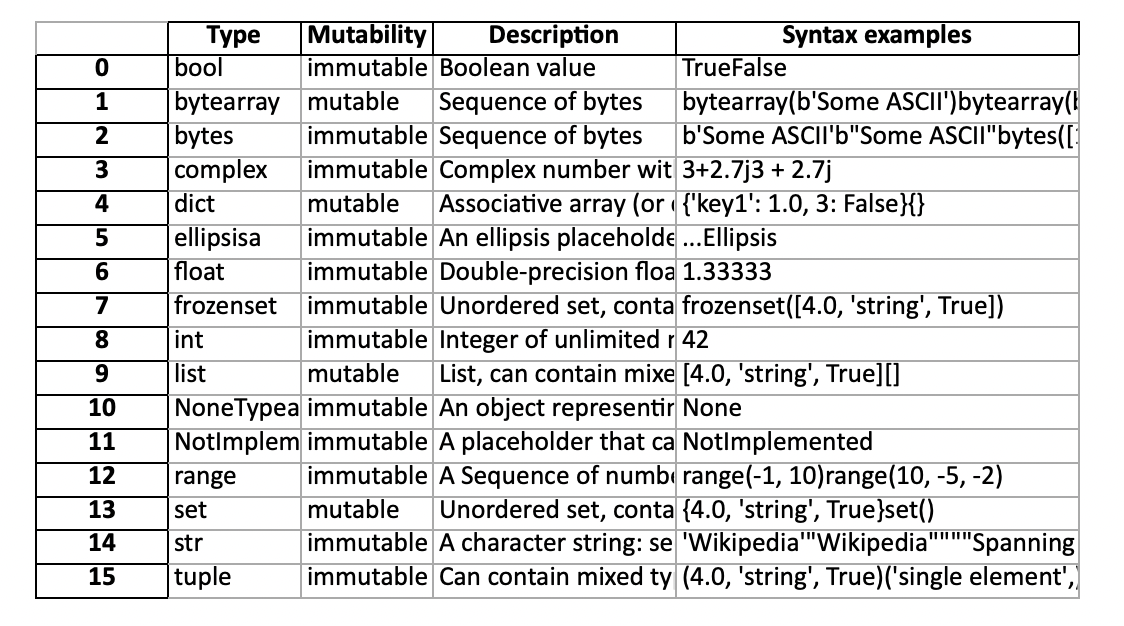 Type Mutability Description Syntax examples
0 bool immutable Boolean value TrueFalse
1 bytearray mutable Sequence of bytes bytearray(b'Some ASCII')bytearray(
2 bytes immutable Sequence of bytes b'Some ASCII'b"Some ASCII"bytes([
3 complex immutable Complex number wit 3+2.7j3 + 2.7j
4 dict mutable Associative array (or {'key1': 1.0, 3: False}{}
5 ellipsisa immutable An ellipsis placeholde ...Ellipsis
6 float immutable Double-precision floa 1.33333
7 frozenset immutable Unordered set, conta frozenset([4.0, 'string', True])
8 int immutable Integer of unlimited 42
9 list mutable List, can contain mixe [4.0, 'string', True][]
10 NoneTypea immutable An object representin None
11 NotImplem immutable A placeholder that ca NotImplemented
12 range immutable A Sequence of numbe range(-1, 10)range(10, -5, -2)
13 set mutable Unordered set, conta {4.0, 'string', True}set()
14 str immutable A character string: se 'Wikipedia'"Wikipedia""""Spanning
15 tuple immutable Can contain mixed ty (4.0, 'string', True)('single element',)